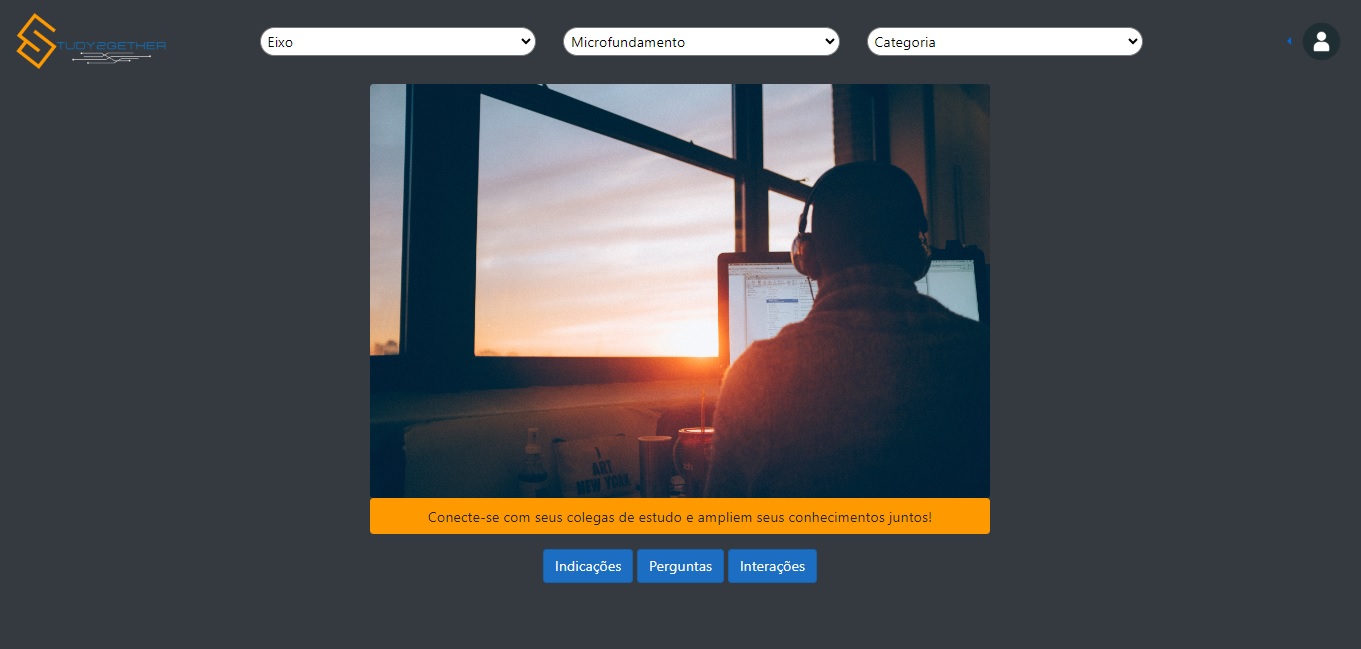 STUDY2GETHER
Eixo
Microfundamento
Categoria
I
ART
NEW YORK
Conecte-se com seus colegas de estudo e ampliem seus conhecimentos juntos!
Indicações
Perguntas
Interações